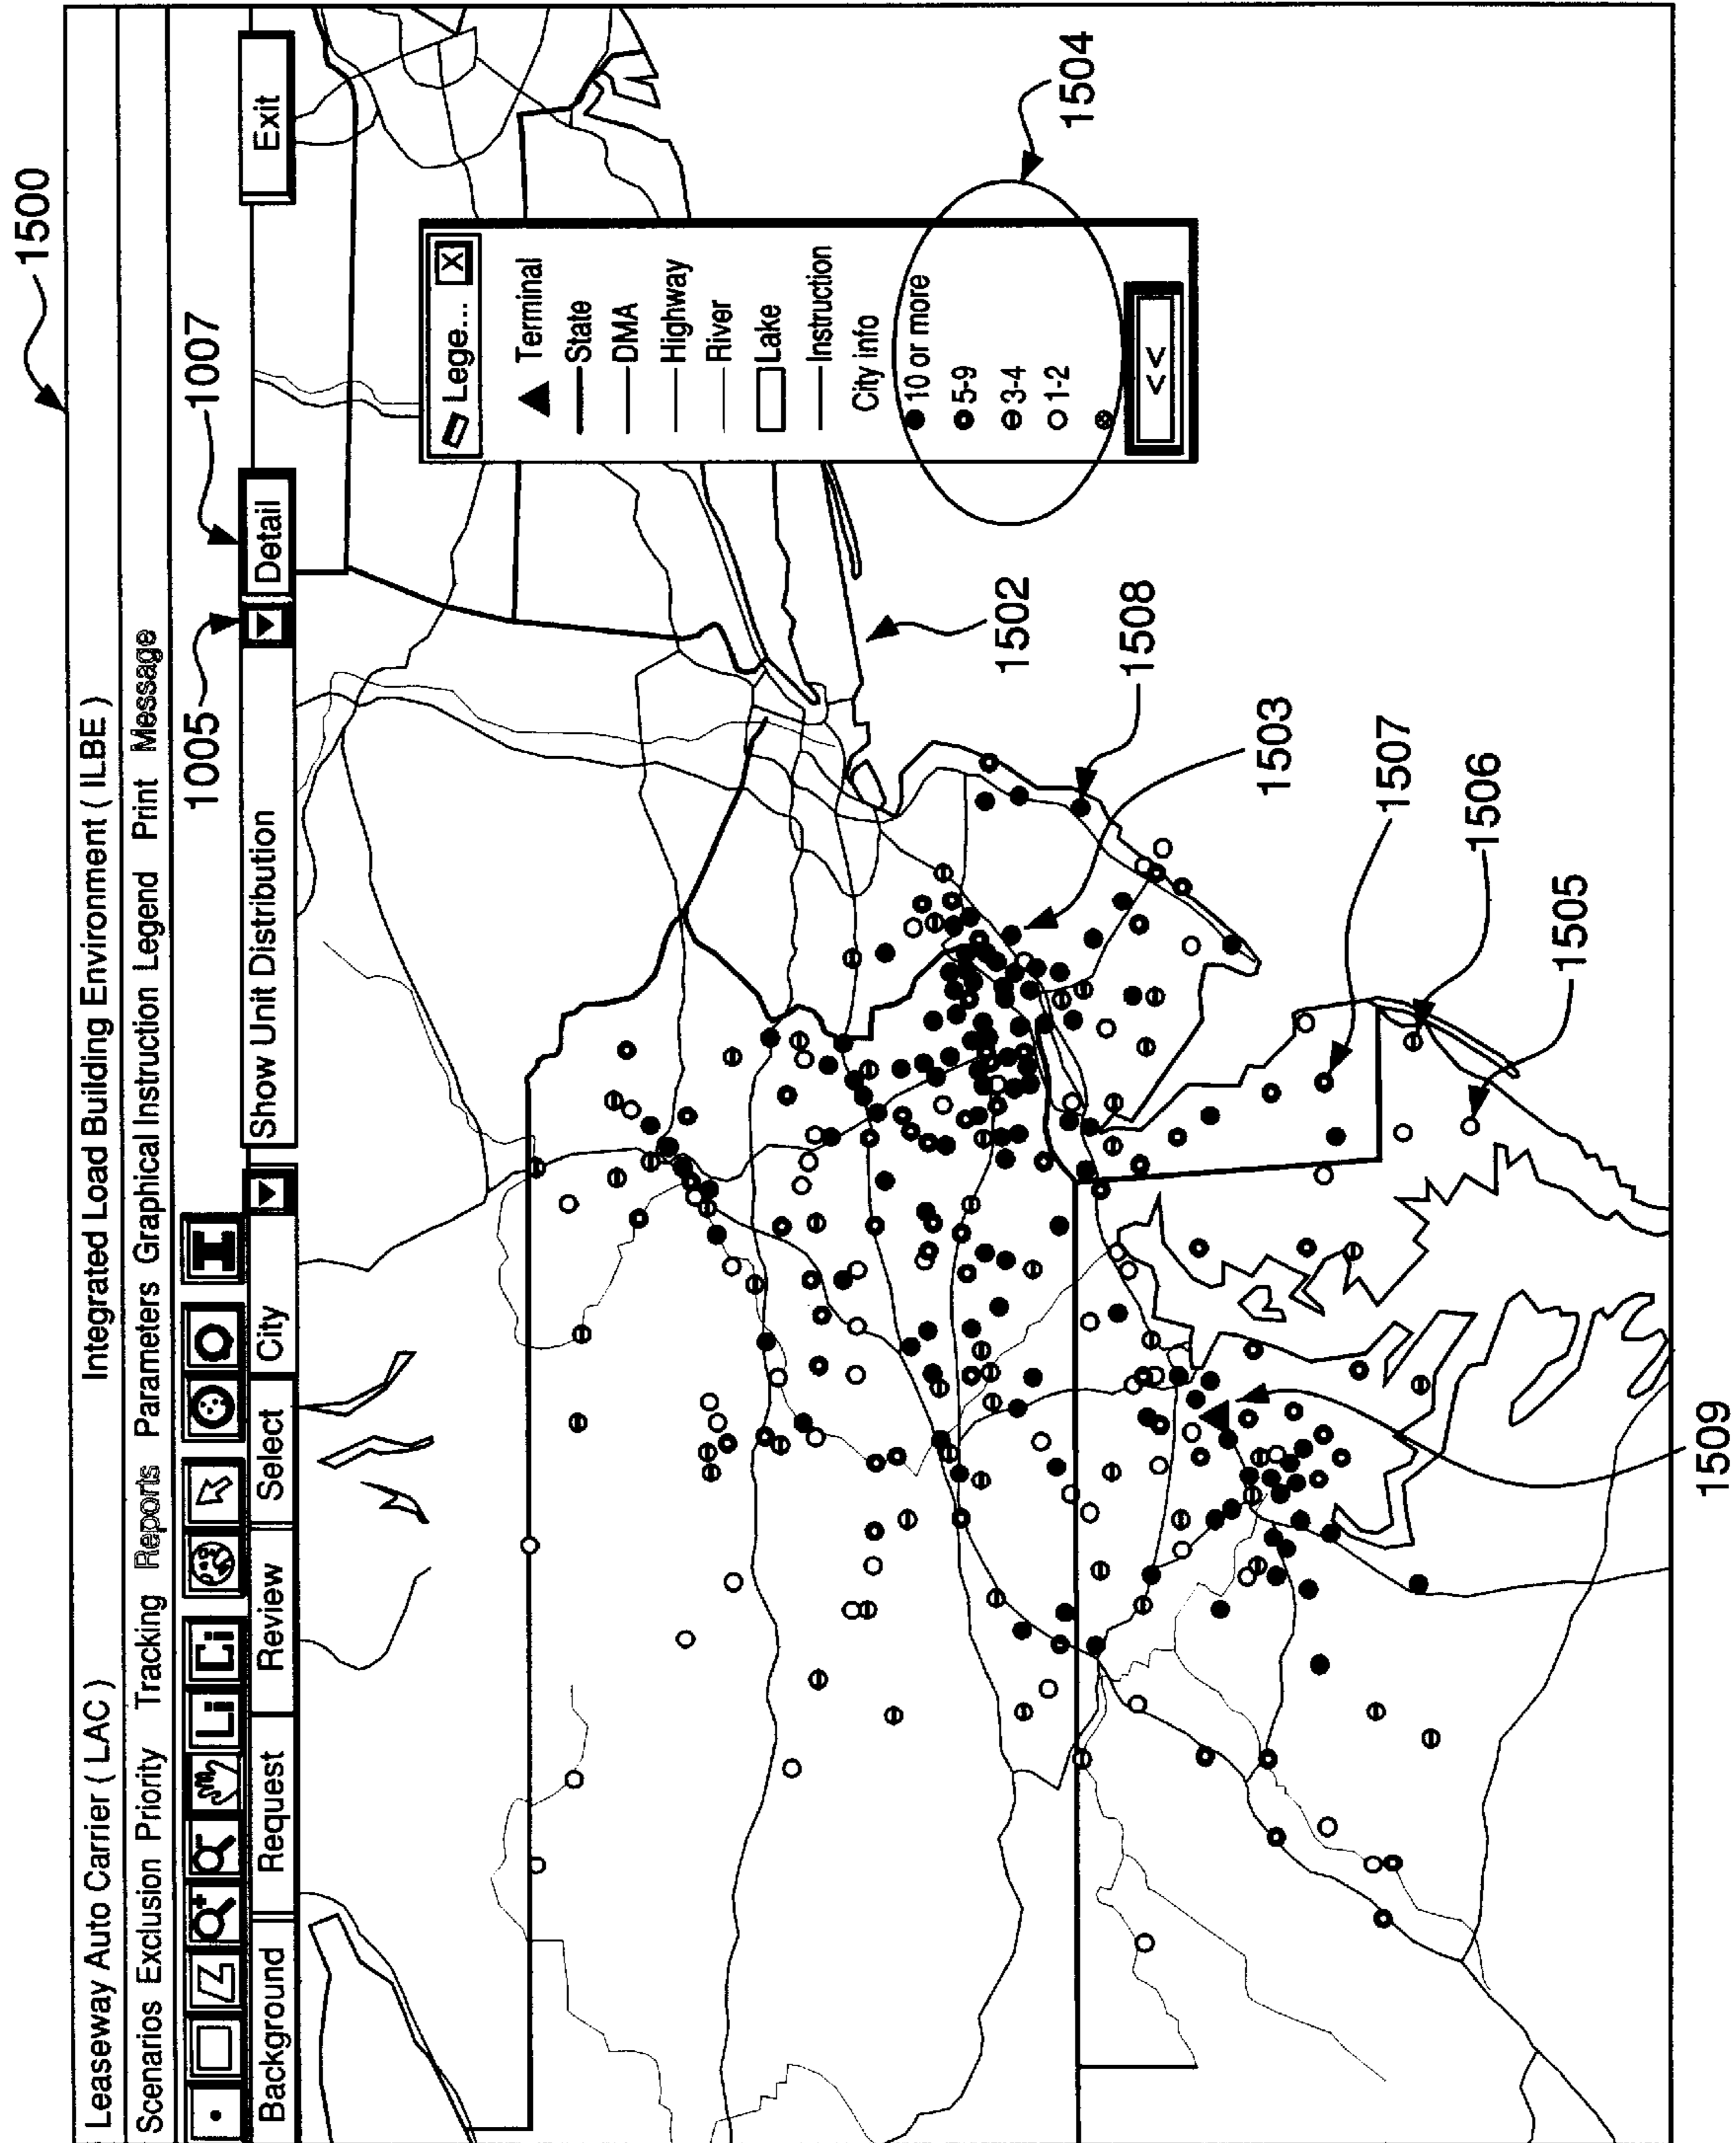 1500
Leaseway Auto Carrier ( LAC ) Integrated Load Building Environment ( ILBE )
Scenarios Exclusion Priority Tracking Reports Parameters Graphical Instruction Legend Print Message
1005
1007
Li Ci I
Background Request Review Select City Show Unit Distribution Detail Exit
Lege... X
Terminal
State
DMA
Highway
River
Lake
Instruction
City info
10 or more
5-9
3-4
1-2
<<
1504
1502
1508
1503
1507
1506
1505
1509